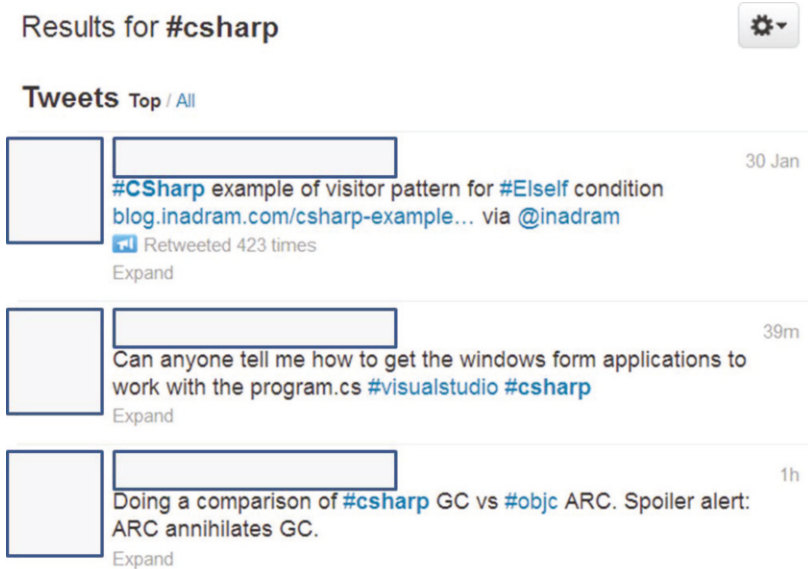 Results for #csharp
Tweets Top / All
30 Jan
#CSharp example of visitor pattern for #ElseIf condition
blog.inadram.com/csharp-example… via @inadram
Retweeted 423 times
Expand
39m
Can anyone tell me how to get the windows form applications to
work with the program.cs #visualstudio #csharp
Expand
1h
Doing a comparison of #csharp GC vs #objc ARC. Spoiler alert:
ARC annihilates GC.
Expand